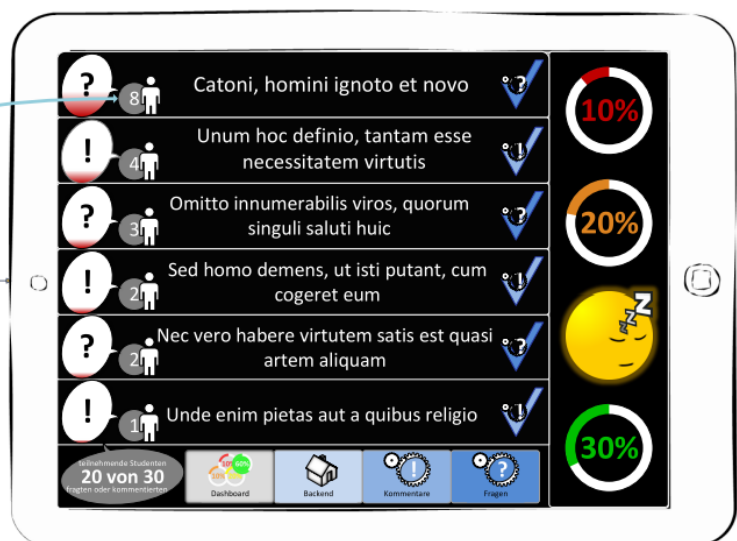 ?
8
Catoni, homini ignoto et novo
?
10%
!
4
Unum hoc definio, tantam esse
necessitatem virtutis
!
?
3
Omitto innumerabilis viros, quorum
singuli saluti huic
?
20%
!
2
Sed homo demens, ut isti putant, cum
cogeret eum
!
zzZ
?
2
Nec vero habere virtutem satis est quasi
artem aliquam
?
!
1
Unde enim pietas aut a quibus religio
!
30%
teilnehmende Studenten
20 von 30
fragten oder kommentierten
10%
Dashboard
Backend
!
Kommentare
?
Fragen